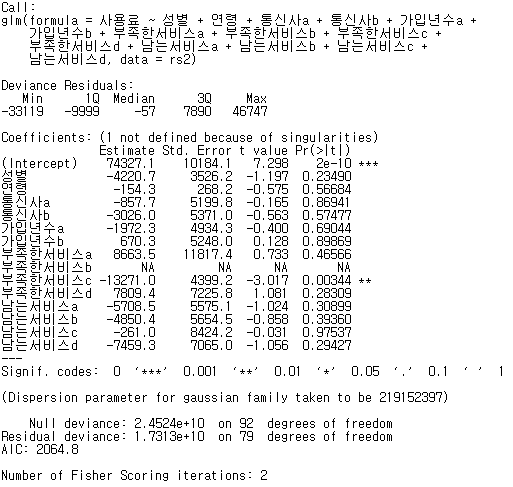 Call:
glm(formula = 사용료 ~ 성별 + 연령 + 통신사a + 통신사b + 가입년수a +
가입년수b + 부족한서비스a + 부족한서비스b + 부족한서비스c +
부족한서비스d + 남는서비스a + 남는서비스b + 남는서비스c +
남는서비스d, data = rs2)
Deviance Residuals:
Min 1Q Median 3Q Max
-33119 -9999 -57 7890 46747
Coefficients: (1 not defined because of singularities)
Estimate Std. Error t value Pr(>|t|)
(Intercept) 74327.1 10184.1 7.298 2e-10 ***
성별 -4220.7 3526.2 -1.197 0.23490
연령 -154.3 268.2 -0.575 0.56684
통신사a -857.7 5199.8 -0.165 0.86941
통신사b -3026.0 5371.0 -0.563 0.57477
가입년수a -1972.3 4934.3 -0.400 0.69044
가입년수b 670.3 5248.0 0.128 0.89869
부족한서비스a 8663.5 11817.4 0.733 0.46566
부족한서비스b NA NA NA NA
부족한서비스c -13271.0 4399.2 -3.017 0.00344 **
부족한서비스d 7809.4 7225.8 1.081 0.28309
남는서비스a -5708.5 5575.1 -1.024 0.30899
남는서비스b -4850.4 5654.5 -0.858 0.39360
남는서비스c -261.0 8424.2 -0.031 0.97537
남는서비스d -7459.3 7065.0 -1.056 0.29427
---
Signif. codes: 0 ‘***’ 0.001 ‘**’ 0.01 ‘*’ 0.05 ‘.’ 0.1 ‘ ’ 1
(Dispersion parameter for gaussian family taken to be 219152397)
Null deviance: 2.4524e+10 on 92 degrees of freedom
Residual deviance: 1.7313e+10 on 79 degrees of freedom
AIC: 2064.8
Number of Fisher Scoring iterations: 2